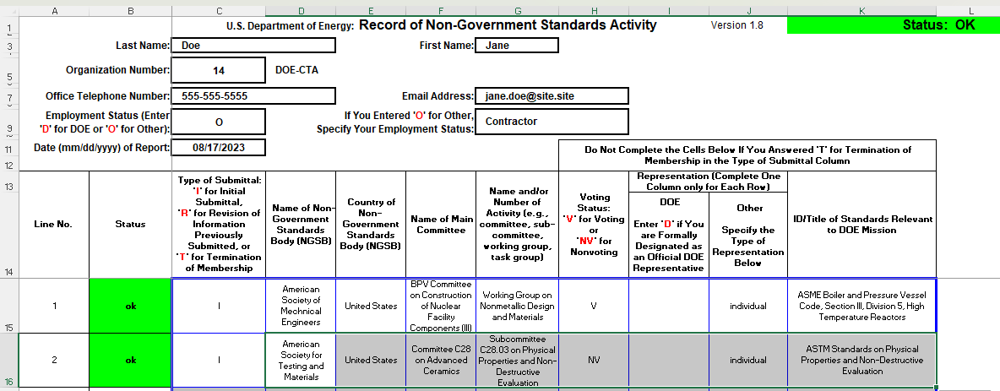 A B C D E F G H I J K L
1 U.S. Department of Energy: Record of Non-Government Standards Activity Version 1.8 Status: OK
3 Last Name: Doe First Name: Jane
5 Organization Number: 14 DOE-CTA
7 Office Telephone Number: 555-555-5555 Email Address: jane.doe@site.site
Employment Status (Enter
'D' for DOE or 'O' for Other):
9
O
If You Entered 'O' for Other,
Specify Your Employment Status:
Contractor
11 Date (mm/dd/yyyy) of Report: 08/17/2023
Do Not Complete the Cells Below If You Answered 'T' for Termination of
Membership in the Type of Submittal Column
12
13
14
Line No.
Status
Type of Submittal:
'I' for Initial
Submittal,
'R' for Revision of
Information
Previously
Submitted, or
'T' for Termination
of Membership
Name of Non-
Government
Standards
Body (NGSB)
Country of
Non-
Government
Standards
Body (NGSB)
Name of Main
Committee
Name and/or
Number of
Activity (e.g.,
committee, sub-
committee,
working group,
task group)
Voting
Status:
'V' for Voting
or
'NV' for
Nonvoting
Representation (Complete One
Column only for Each Row)
DOE
Enter 'D' if You
are Formally
Designated as
an Official DOE
Representative
Other
Specify the
Type of
Representation
Below
ID/Title of Standards Relevant
to DOE Mission
15
1
ok
I
American
Society of
Mechnical
Engineers
United States
BPV Committee
on Construction
of Nuclear
Facility
Components (III)
Working Group on
Nonmetallic Design
and Materials
V
individual
ASME Boiler and Pressure Vessel
Code, Section III, Division 5, High
Temperature Reactors
16
2
ok
I
American
Society for
Testing and
Materials
United States
Committee C28
on Advanced
Ceramics
Subcommittee
C28.03 on Physical
Properties and Non-
Destructive
Evaluation
NV
individual
ASTM Standards on Physical
Properties and Non-Destructive
Evaluation